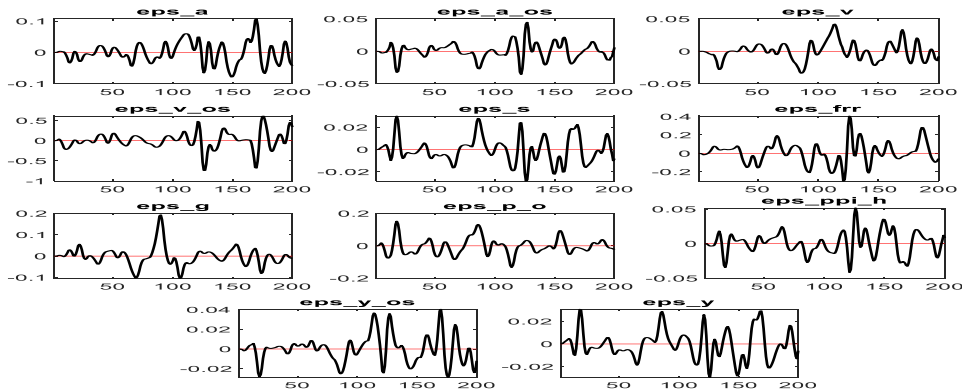 eps_a eps_a_os eps_v
0.1 0.05 0.05
0 0 0
-0.1 -0.05 -0.05
50 100 150 200 50 100 150 200 50 100 150 200
eps_v_os eps_s eps_frr
0.5 0.02 0.4
0 0 0.2
-0.5 -0.02 0
-1 -0.2
50 100 150 200 50 100 150 200 50 100 150 200
eps_g eps_p_o eps_ppi_h
0.2 0.2 0.05
0.1 0 0
0 -0.2 -0.05
-0.1
50 100 150 200 50 100 150 200 50 100 150 200
eps_y_os eps_y
0.04 0.02
0.02 0
0 -0.02
-0.02
50 100 150 200 50 100 150 200